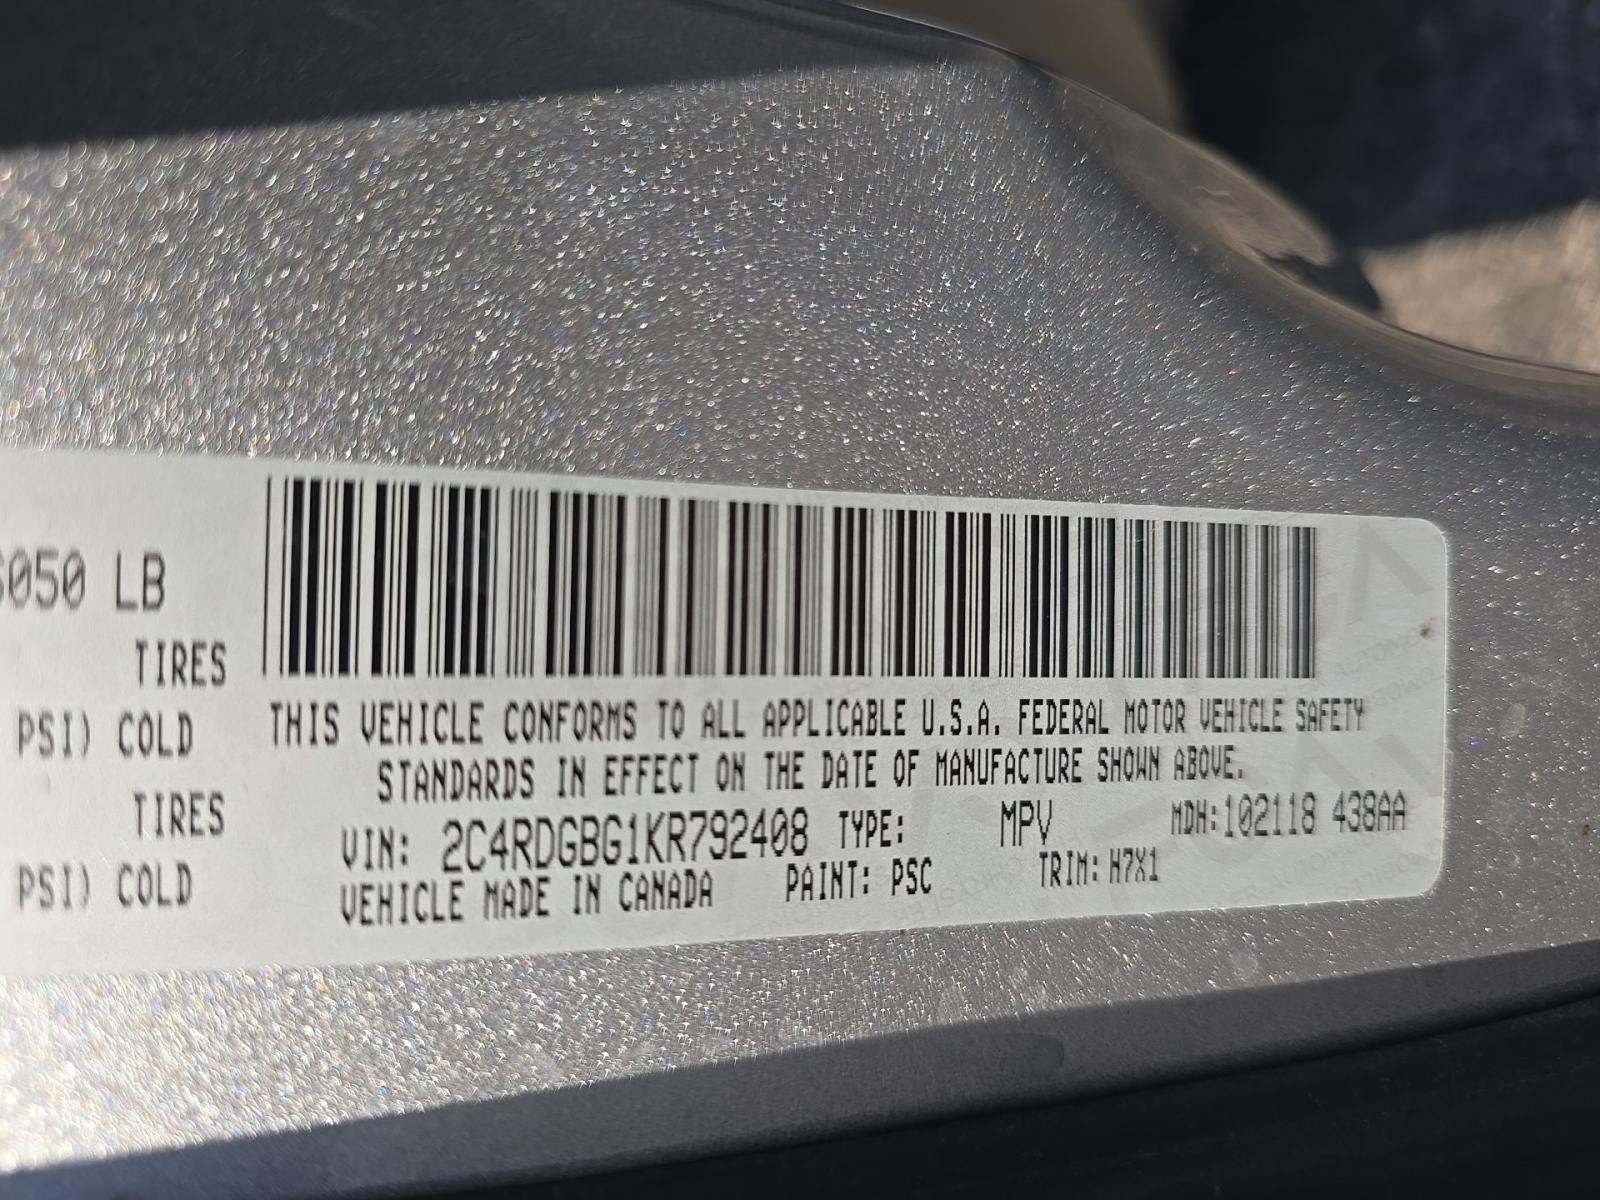 050 LB
TIRES
PSI) COLD
TIRES
PSI) COLD
THIS VEHICLE CONFORMS TO ALL APPLICABLE U.S.A. FEDERAL MOTOR VEHICLE SAFETY
STANDARDS IN EFFECT ON THE DATE OF MANUFACTURE SHOWN ABOVE.
VIN: 2C4RDGBG1KR792408 TYPE: MPV MDH:102118 438AA
VEHICLE MADE IN CANADA PAINT: PSC TRIM: H7X1